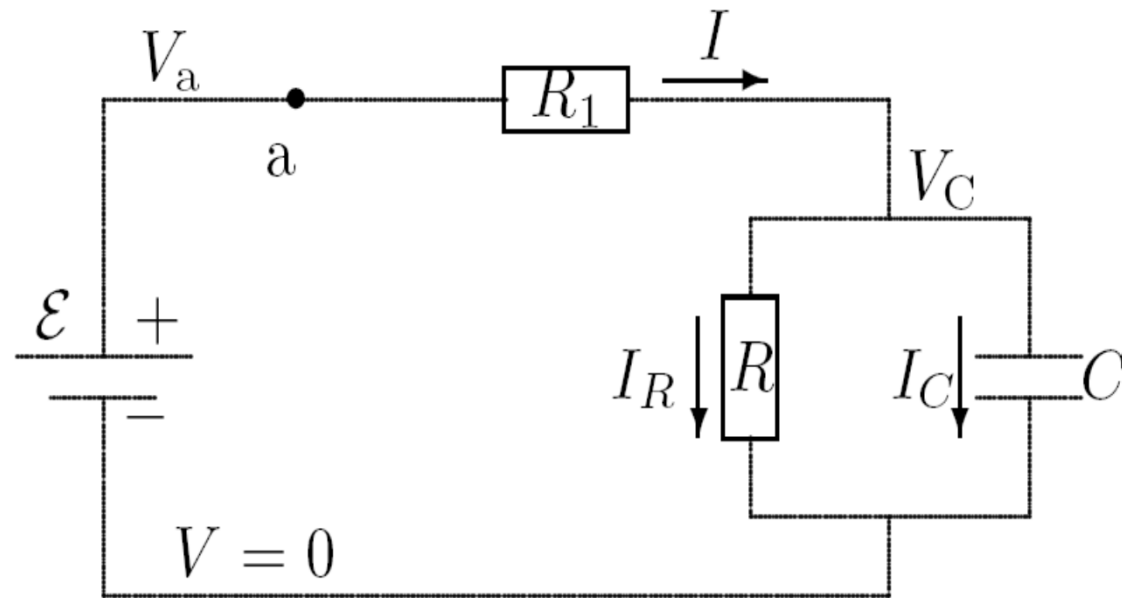 I
V_a
R_1
a
V_C
ℰ
+
I_R
R
I_C
C
−
V = 0